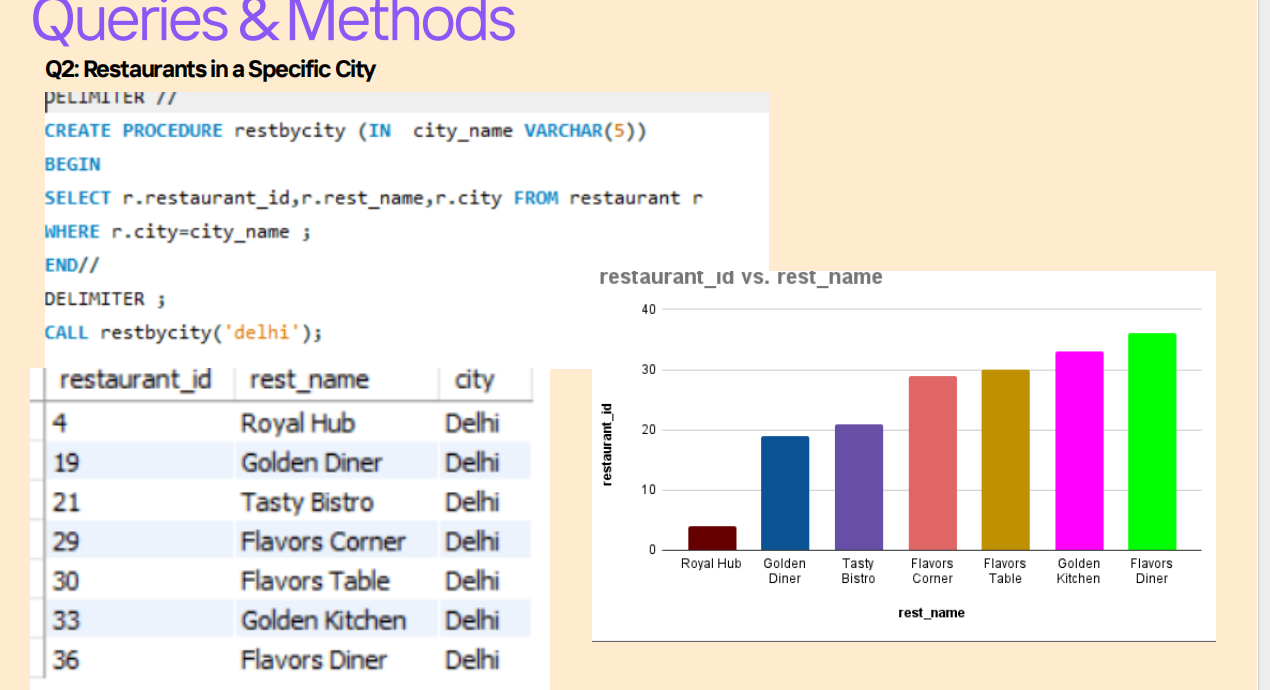 Queries & Methods
Q2: Restaurants in a Specific City
DELIMITER //
CREATE PROCEDURE restbycity (IN  city_name VARCHAR(5))
BEGIN
SELECT r.restaurant_id,r.rest_name,r.city FROM restaurant r
WHERE r.city=city_name ;
END//
DELIMITER ;
CALL restbycity('delhi');
restaurant_id rest_name city
4 Royal Hub Delhi
19 Golden Diner Delhi
21 Tasty Bistro Delhi
29 Flavors Corner Delhi
30 Flavors Table Delhi
33 Golden Kitchen Delhi
36 Flavors Diner Delhi
restaurant_id vs. rest_name
restaurant_id
40
30
20
10
0
Royal Hub
Golden
Diner
Tasty
Bistro
Flavors
Corner
Flavors
Table
Golden
Kitchen
Flavors
Diner
rest_name